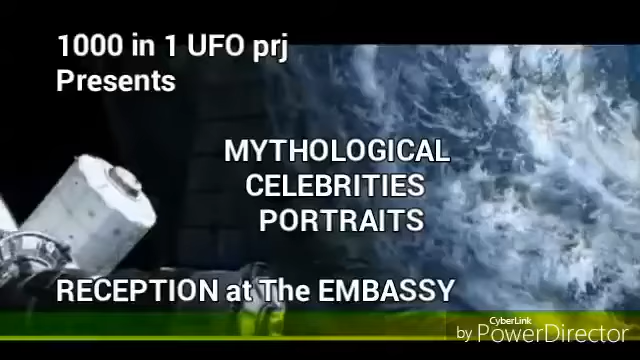 1000 in 1 UFO prj
Presents
MYTHOLOGICAL
CELEBRITIES
PORTRAITS
RECEPTION at The EMBASSY
CyberLink
by PowerDirector